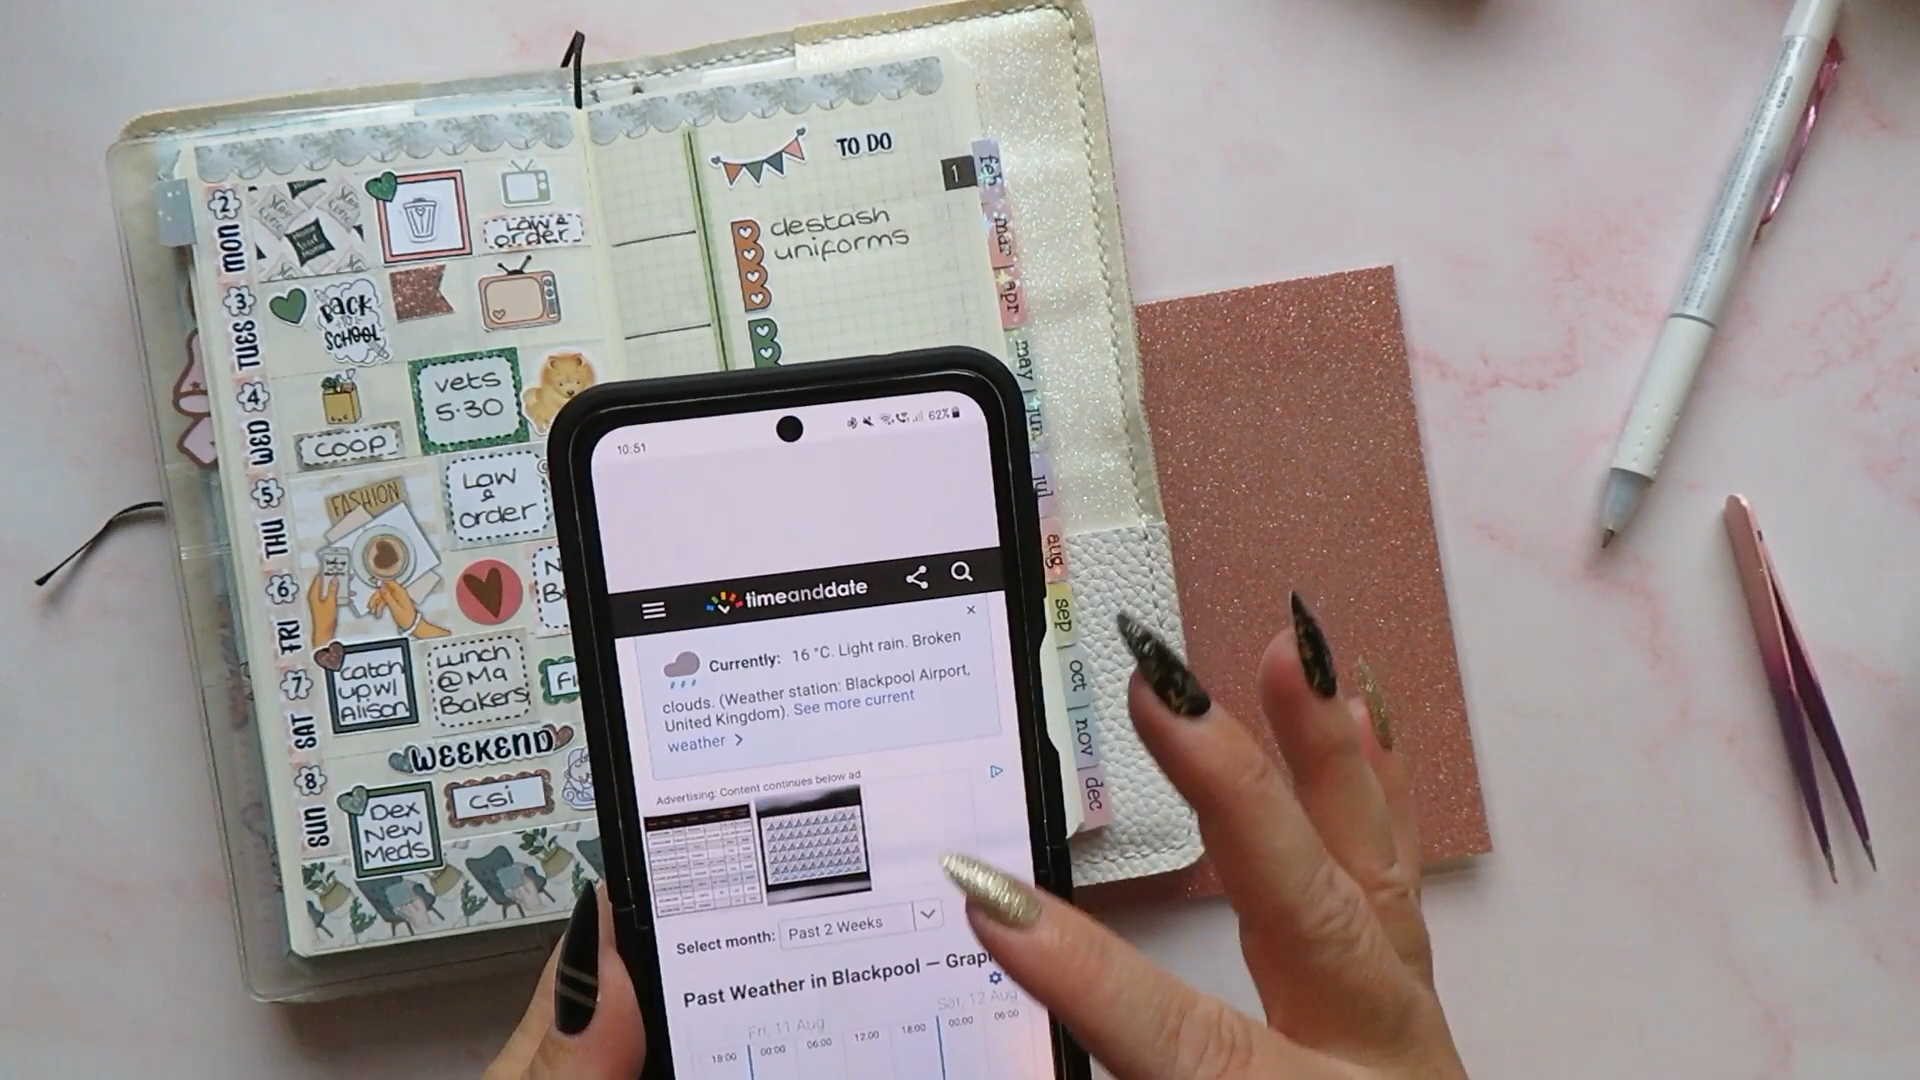 TO DO
1
destash
uniforms
MON 2
Law &
order
TUES 3
BACK
TO
SCHOOL
WED 4
vets
5.30
COOP
THU 5
FASHION
Law
&
order
FRI 6
SAT 7
catch
up w/
Alison
Lunch
@ Ma
Bakers
WEEKEND
SUN 8
Dex
New
Meds
CSI
feb
mar
apr
may
jun
jul
aug
sep
oct
nov
dec
10:51
62%
timeanddate
Currently: 16 °C. Light rain. Broken
clouds. (Weather station: Blackpool Airport,
United Kingdom). See more current
weather
Advertising: Content continues below ad
Select month: Past 2 Weeks
Past Weather in Blackpool —
Fri, 11 Aug
Sat, 12 Aug
18:00 00:00 06:00 12:00 18:00 00:00 06:00